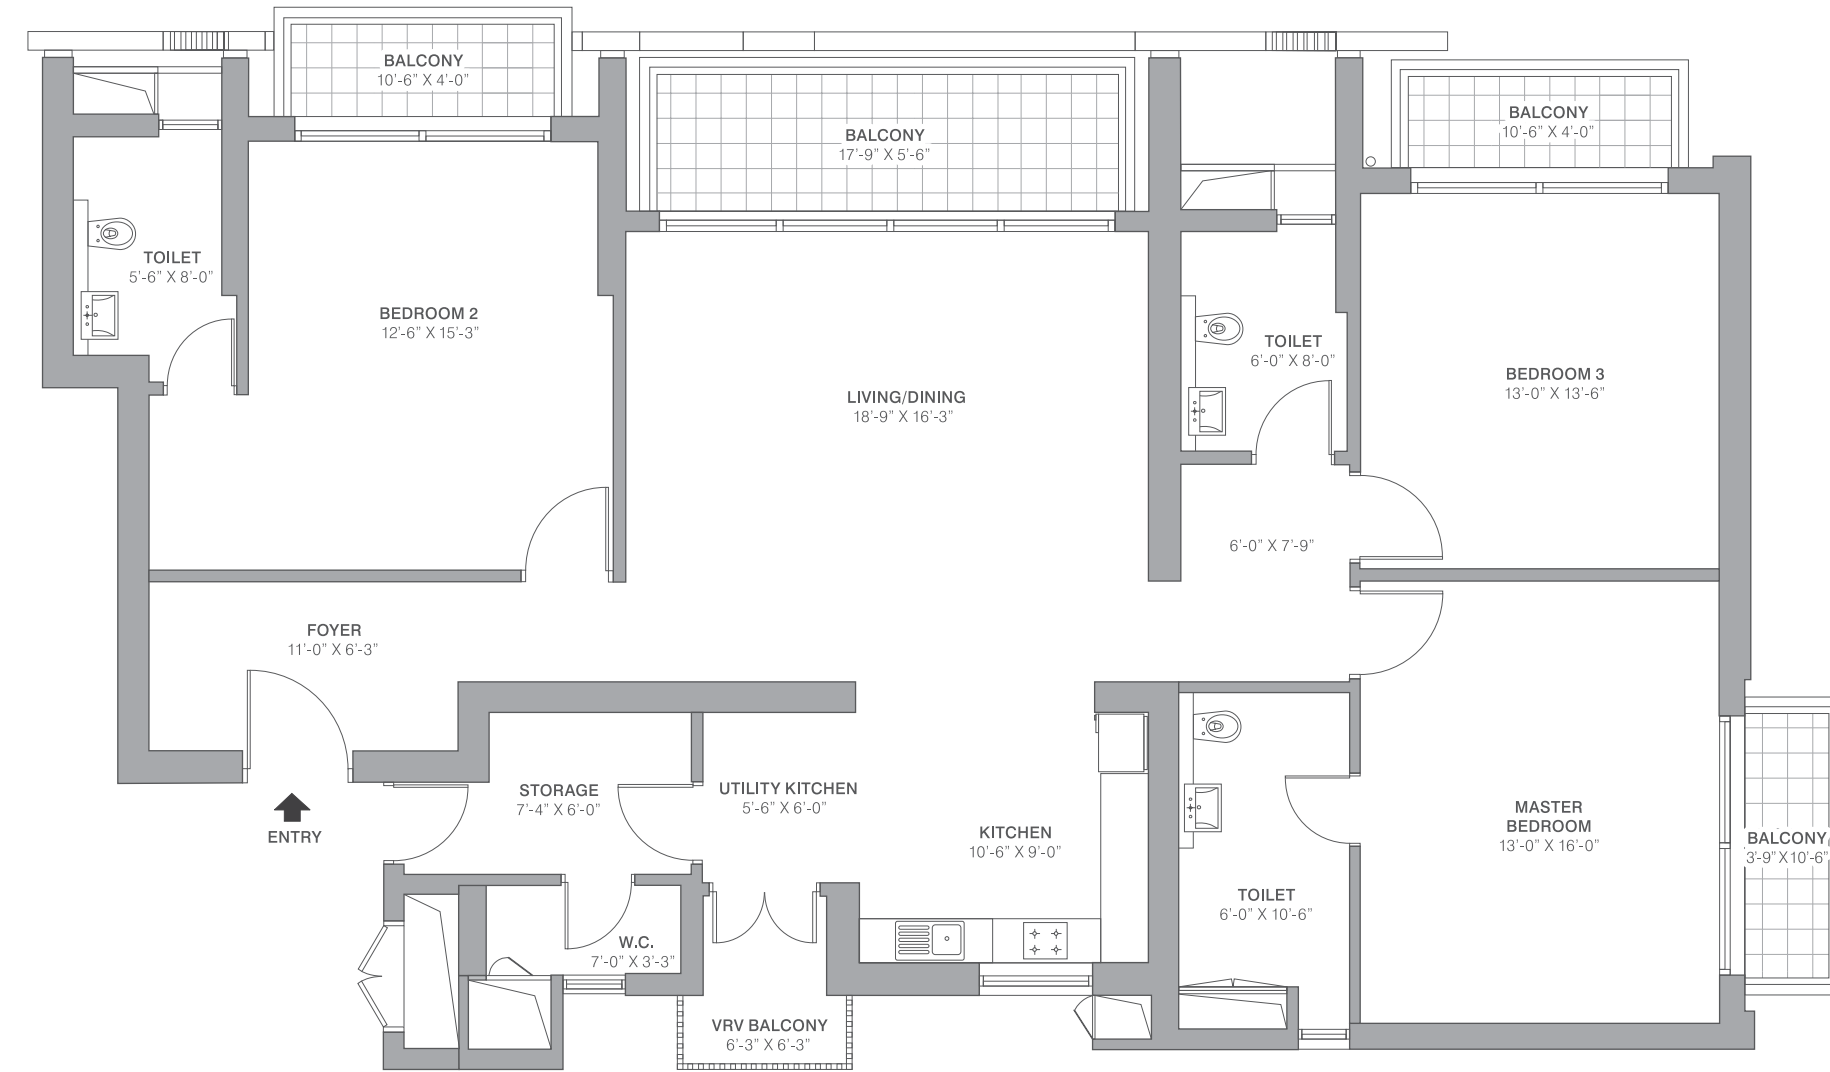 BALCONY
10'-6" X 4'-0"
BALCONY
17'-9" X 5'-6"
BALCONY
10'-6" X 4'-0"
TOILET
5'-6" X 8'-0"
BEDROOM 2
12'-6" X 15'-3"
LIVING/DINING
18'-9" X 16'-3"
TOILET
6'-0" X 8'-0"
BEDROOM 3
13'-0" X 13'-6"
6'-0" X 7'-9"
FOYER
11'-0" X 6'-3"
ENTRY
STORAGE
7'-4" X 6'-0"
UTILITY KITCHEN
5'-6" X 6'-0"
KITCHEN
10'-6" X 9'-0"
MASTER
BEDROOM
13'-0" X 16'-0"
BALCONY
3'-9" X 10'-6"
TOILET
6'-0" X 10'-6"
W.C.
7'-0" X 3'-3"
VRV BALCONY
6'-3" X 6'-3"